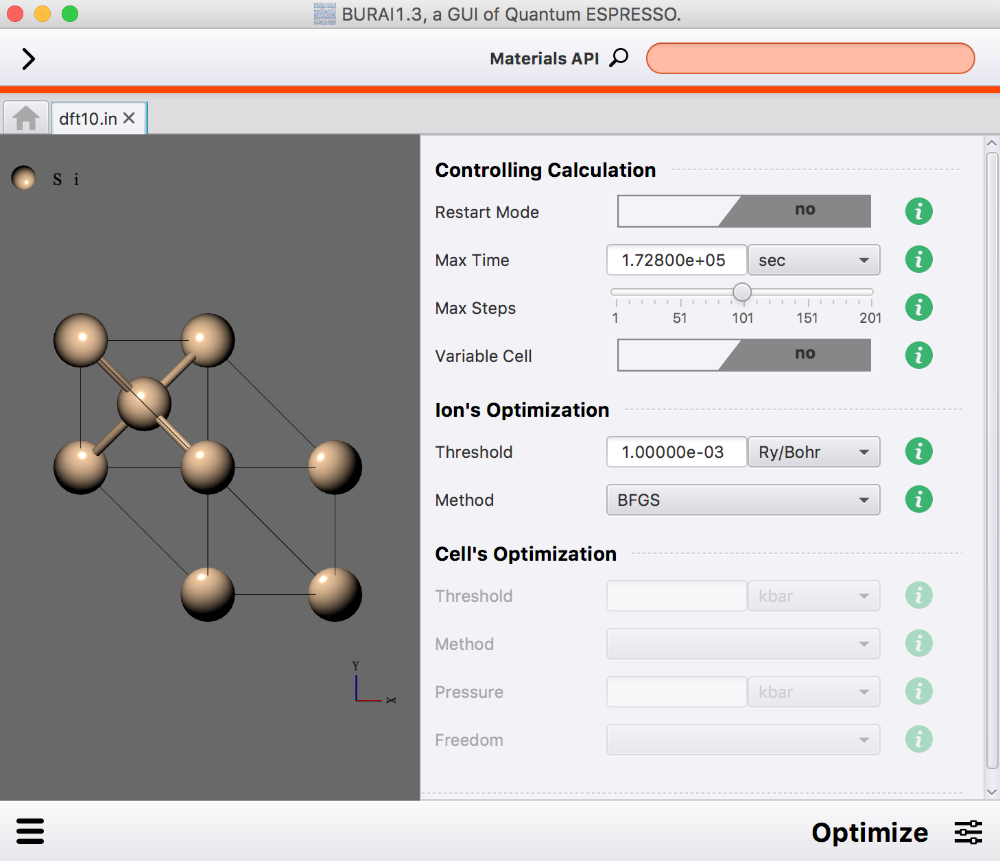 BURAI1.3, a GUI of Quantum ESPRESSO.
Materials API
dft10.in
Si
Y
X
Controlling Calculation
Restart Mode no
Max Time 1.72800e+05 sec
Max Steps
1 51 101 151 201
Variable Cell no
Ion's Optimization
Threshold 1.00000e-03 Ry/Bohr
Method BFGS
Cell's Optimization
Threshold kbar
Method
Pressure kbar
Freedom
Optimize